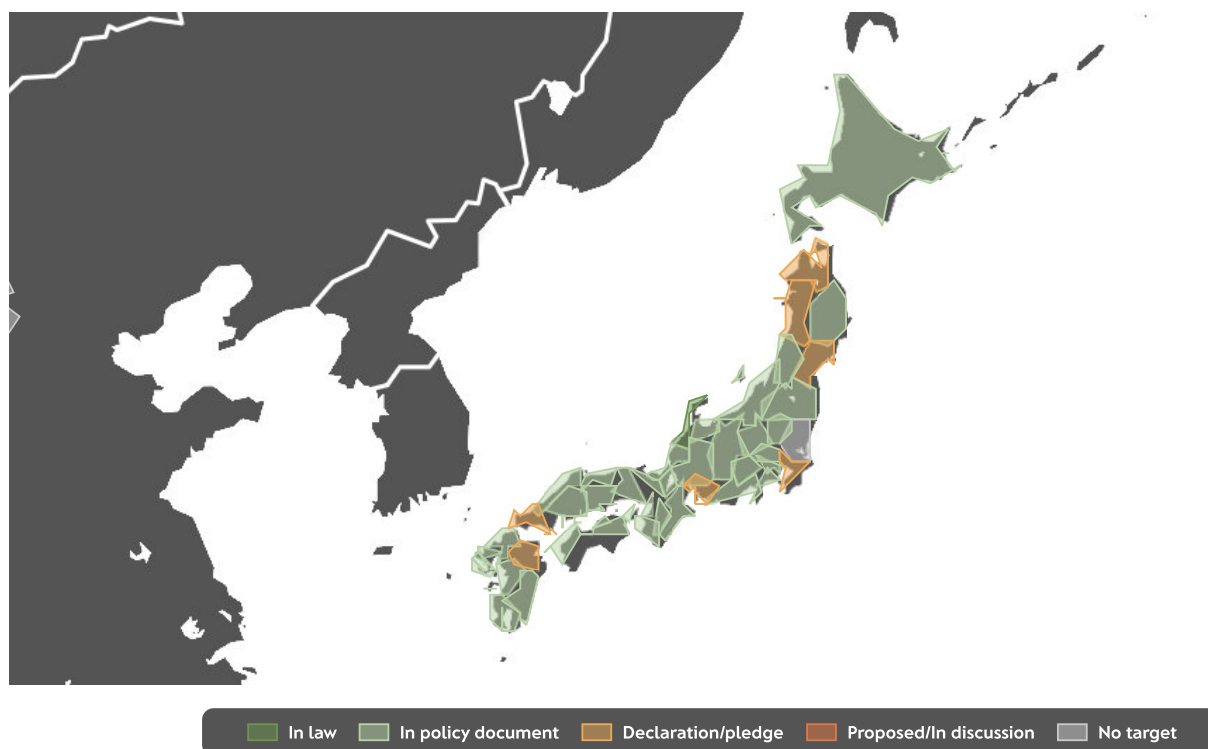 In law In policy document Declaration/pledge Proposed/In discussion No target